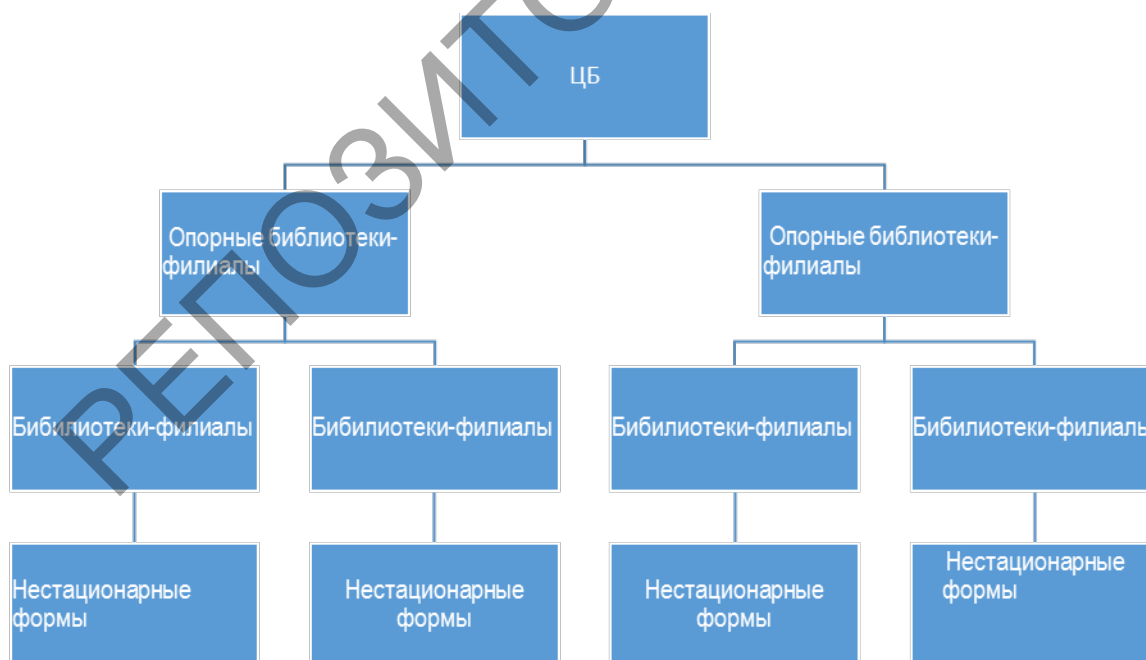 ЦБ
Опорные библиотеки-
филиалы
Опорные библиотеки-
филиалы
Бибилиотеки-филиалы
Бибилиотеки-филиалы
Бибилиотеки-филиалы
Бибилиотеки-филиалы
Нестационарные
формы
Нестационарные
формы
Нестационарные
формы
Нестационарные
формы
РЕПОЗИТО